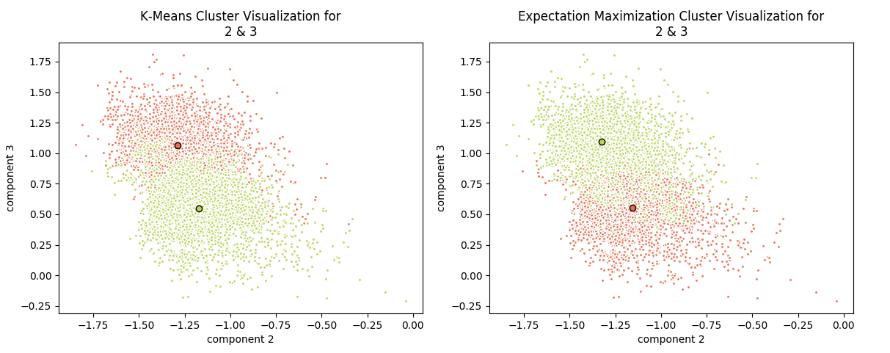 K-Means Cluster Visualization for
2 & 3
component 3
1.75
1.50
1.25
1.00
0.75
0.50
0.25
0.00
−0.25
−1.75 −1.50 −1.25 −1.00 −0.75 −0.50 −0.25 0.00
component 2
Expectation Maximization Cluster Visualization for
2 & 3
component 3
1.75
1.50
1.25
1.00
0.75
0.50
0.25
0.00
−0.25
−1.75 −1.50 −1.25 −1.00 −0.75 −0.50 −0.25 0.00
component 2